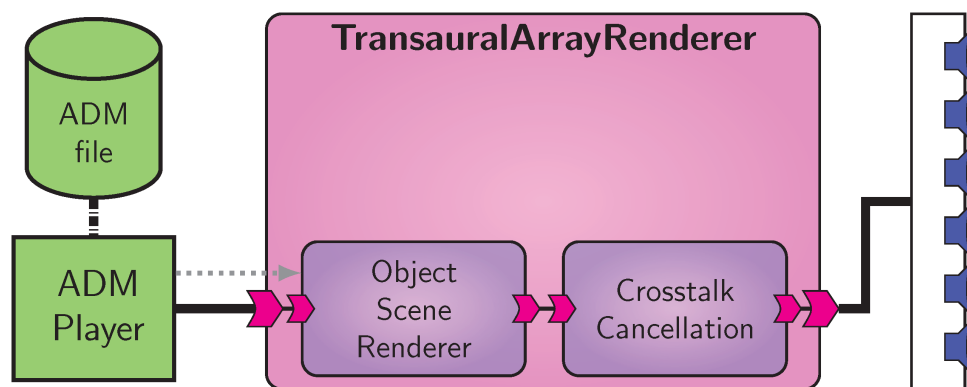 TransauralArrayRenderer
ADM
file
ADM
Player
Object
Scene
Renderer
Crosstalk
Cancellation